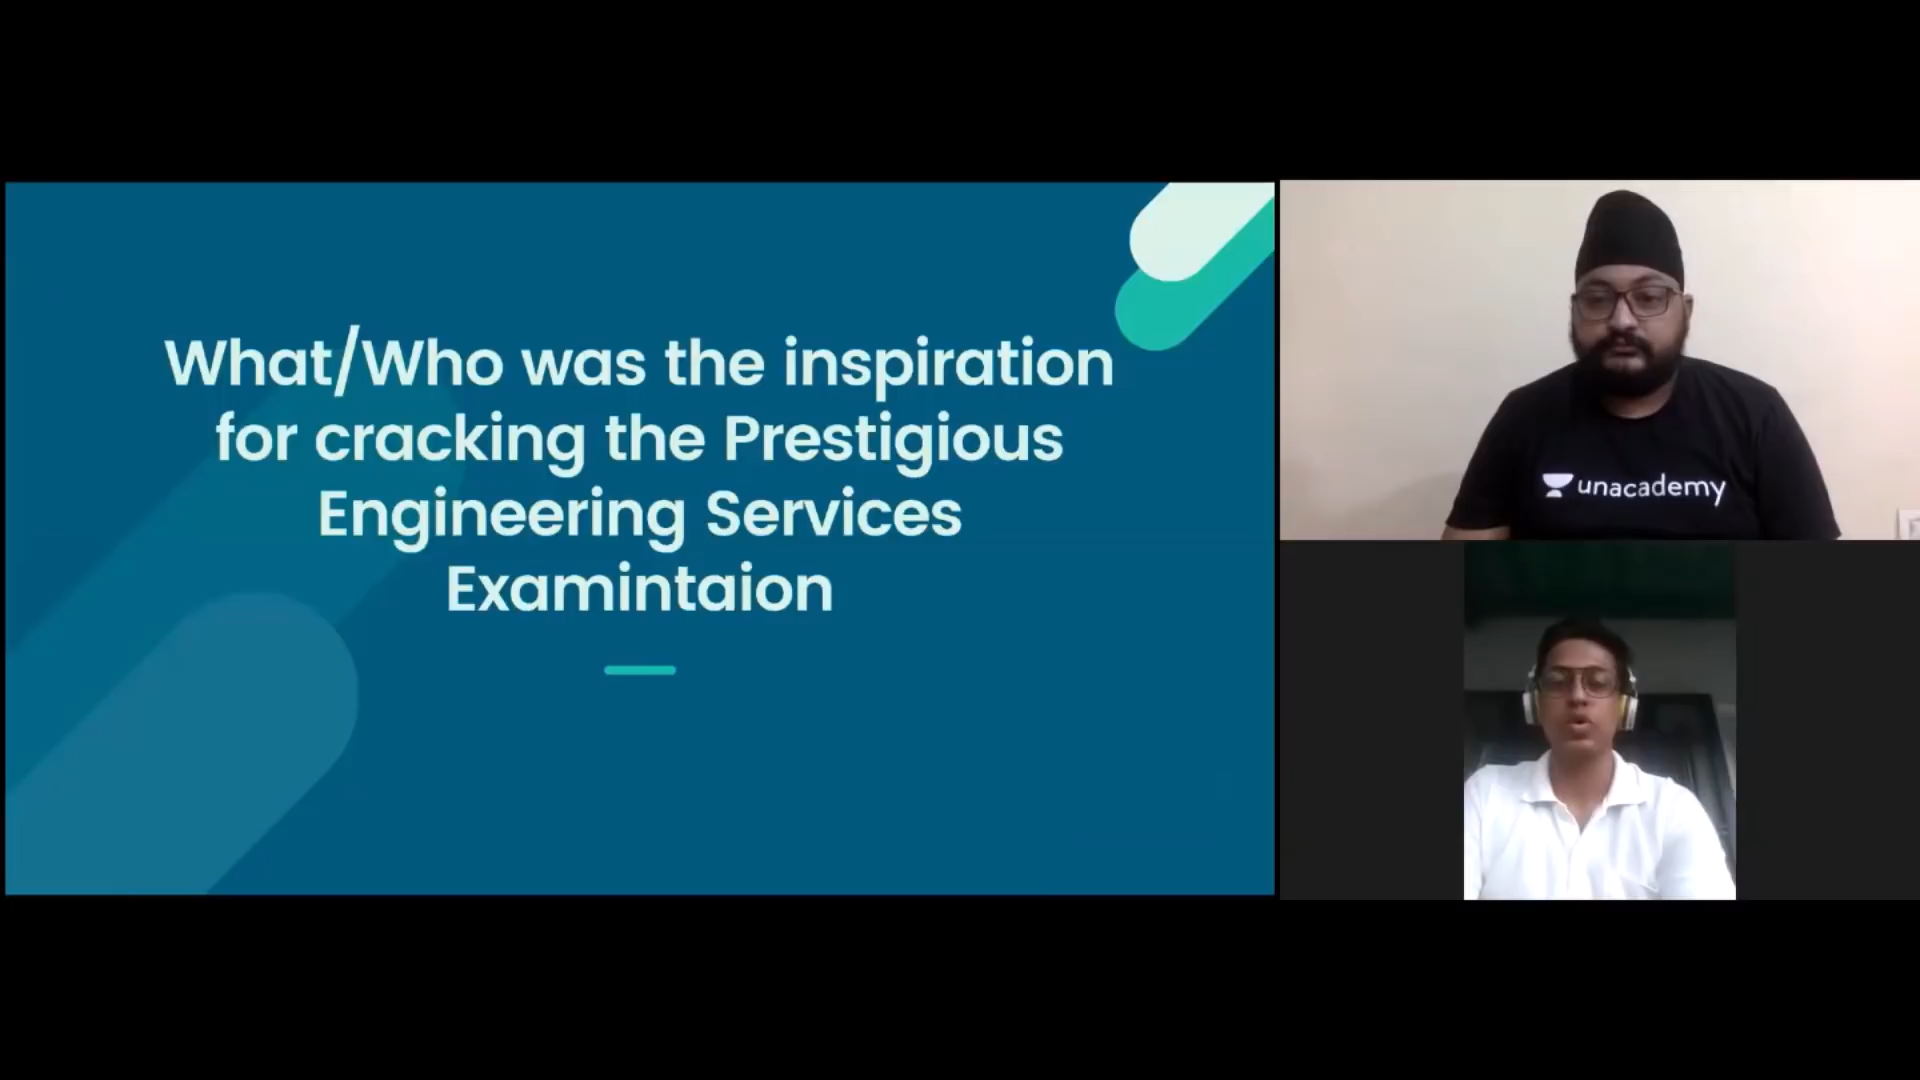 What/Who was the inspiration
for cracking the Prestigious
Engineering Services
Examintaion
unacademy